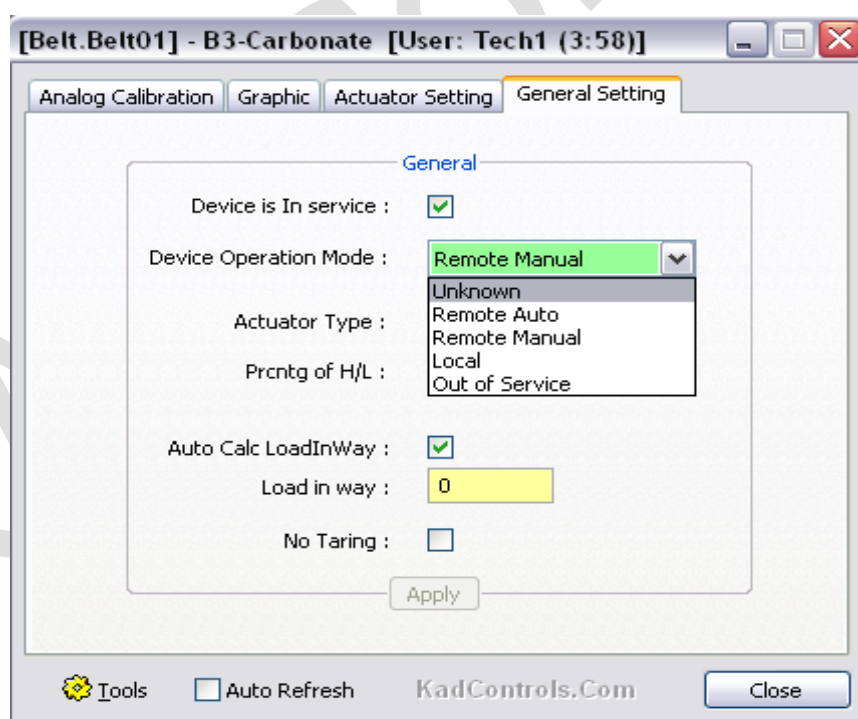 [Belt.Belt01] - B3-Carbonate [User: Tech1 (3:58)]
Analog Calibration Graphic Actuator Setting General Setting
General
Device is In service :
Device Operation Mode : Remote Manual
Unknown
Remote Auto
Actuator Type :
Remote Manual
Local
Prcntg of H/L :
Out of Service
Auto Calc LoadInWay :
Load in way : 0
No Taring :
Apply
Tools Auto Refresh KadControls.Com Close